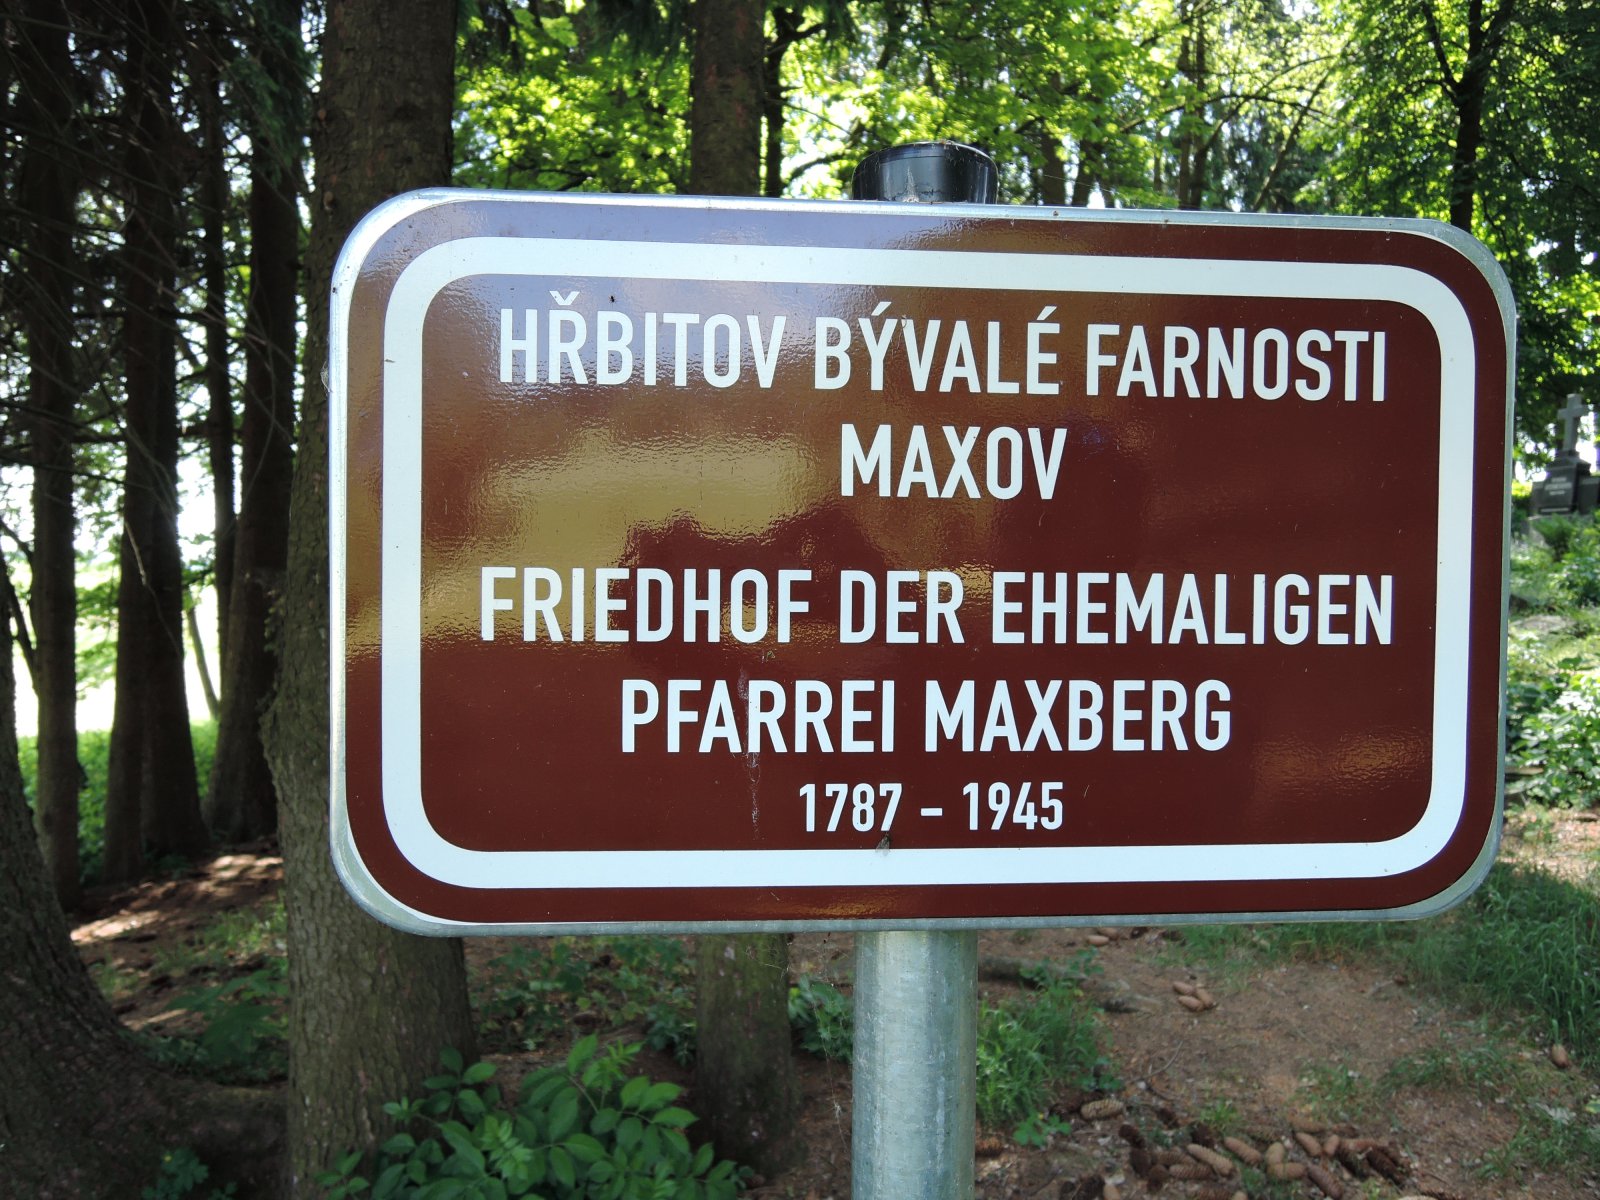 HŘBITOV BÝVALÉ FARNOSTI
MAXOV
FRIEDHOF DER EHEMALIGEN
PFARREI MAXBERG
1787 – 1945